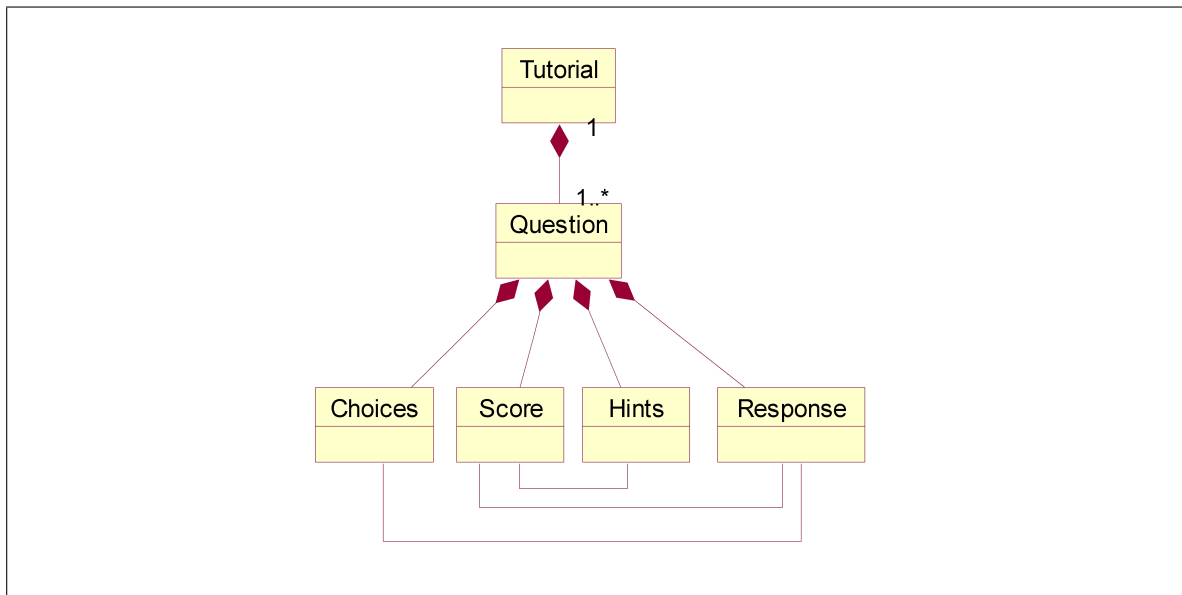 Tutorial
1
1..*
Question
Choices
Score
Hints
Response